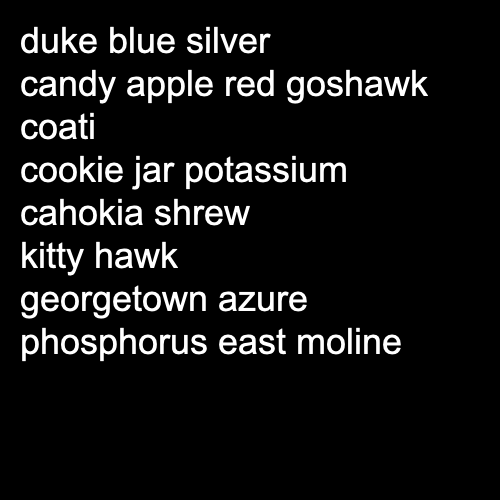 duke blue silver
candy apple red goshawk
coati
cookie jar potassium
cahokia shrew
kitty hawk
georgetown azure
phosphorus east moline